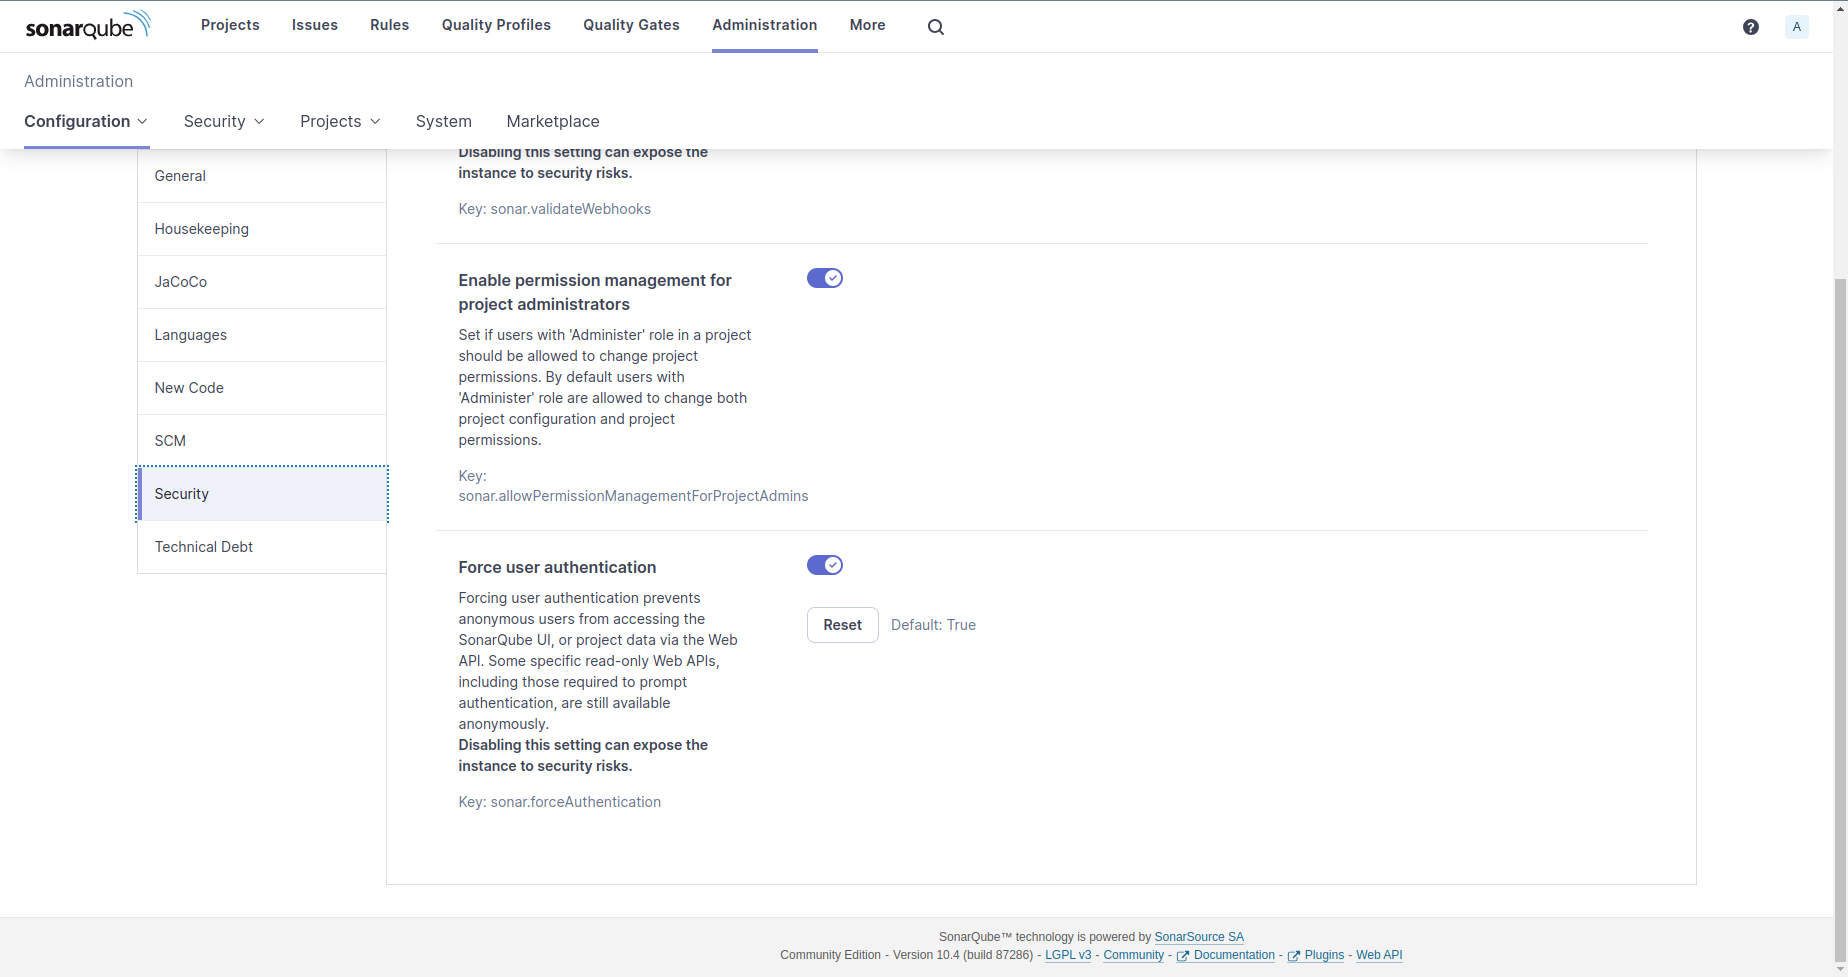 sonarqube Projects Issues Rules Quality Profiles Quality Gates Administration More ? A
Administration
Configuration Security Projects System Marketplace
General
Housekeeping
JaCoCo
Languages
New Code
SCM
Security
Technical Debt
Disabling this setting can expose the
instance to security risks.
Key: sonar.validateWebhooks
Enable permission management for
project administrators
Set if users with 'Administer' role in a project
should be allowed to change project
permissions. By default users with
'Administer' role are allowed to change both
project configuration and project
permissions.
Key:
sonar.allowPermissionManagementForProjectAdmins
Force user authentication
Forcing user authentication prevents
anonymous users from accessing the
SonarQube UI, or project data via the Web
API. Some specific read-only Web APIs,
including those required to prompt
authentication, are still available
anonymously.
Disabling this setting can expose the
instance to security risks.
Key: sonar.forceAuthentication
Reset Default: True
SonarQube™ technology is powered by SonarSource SA
Community Edition - Version 10.4 (build 87286) - LGPL v3 - Community - Documentation - Plugins - Web API